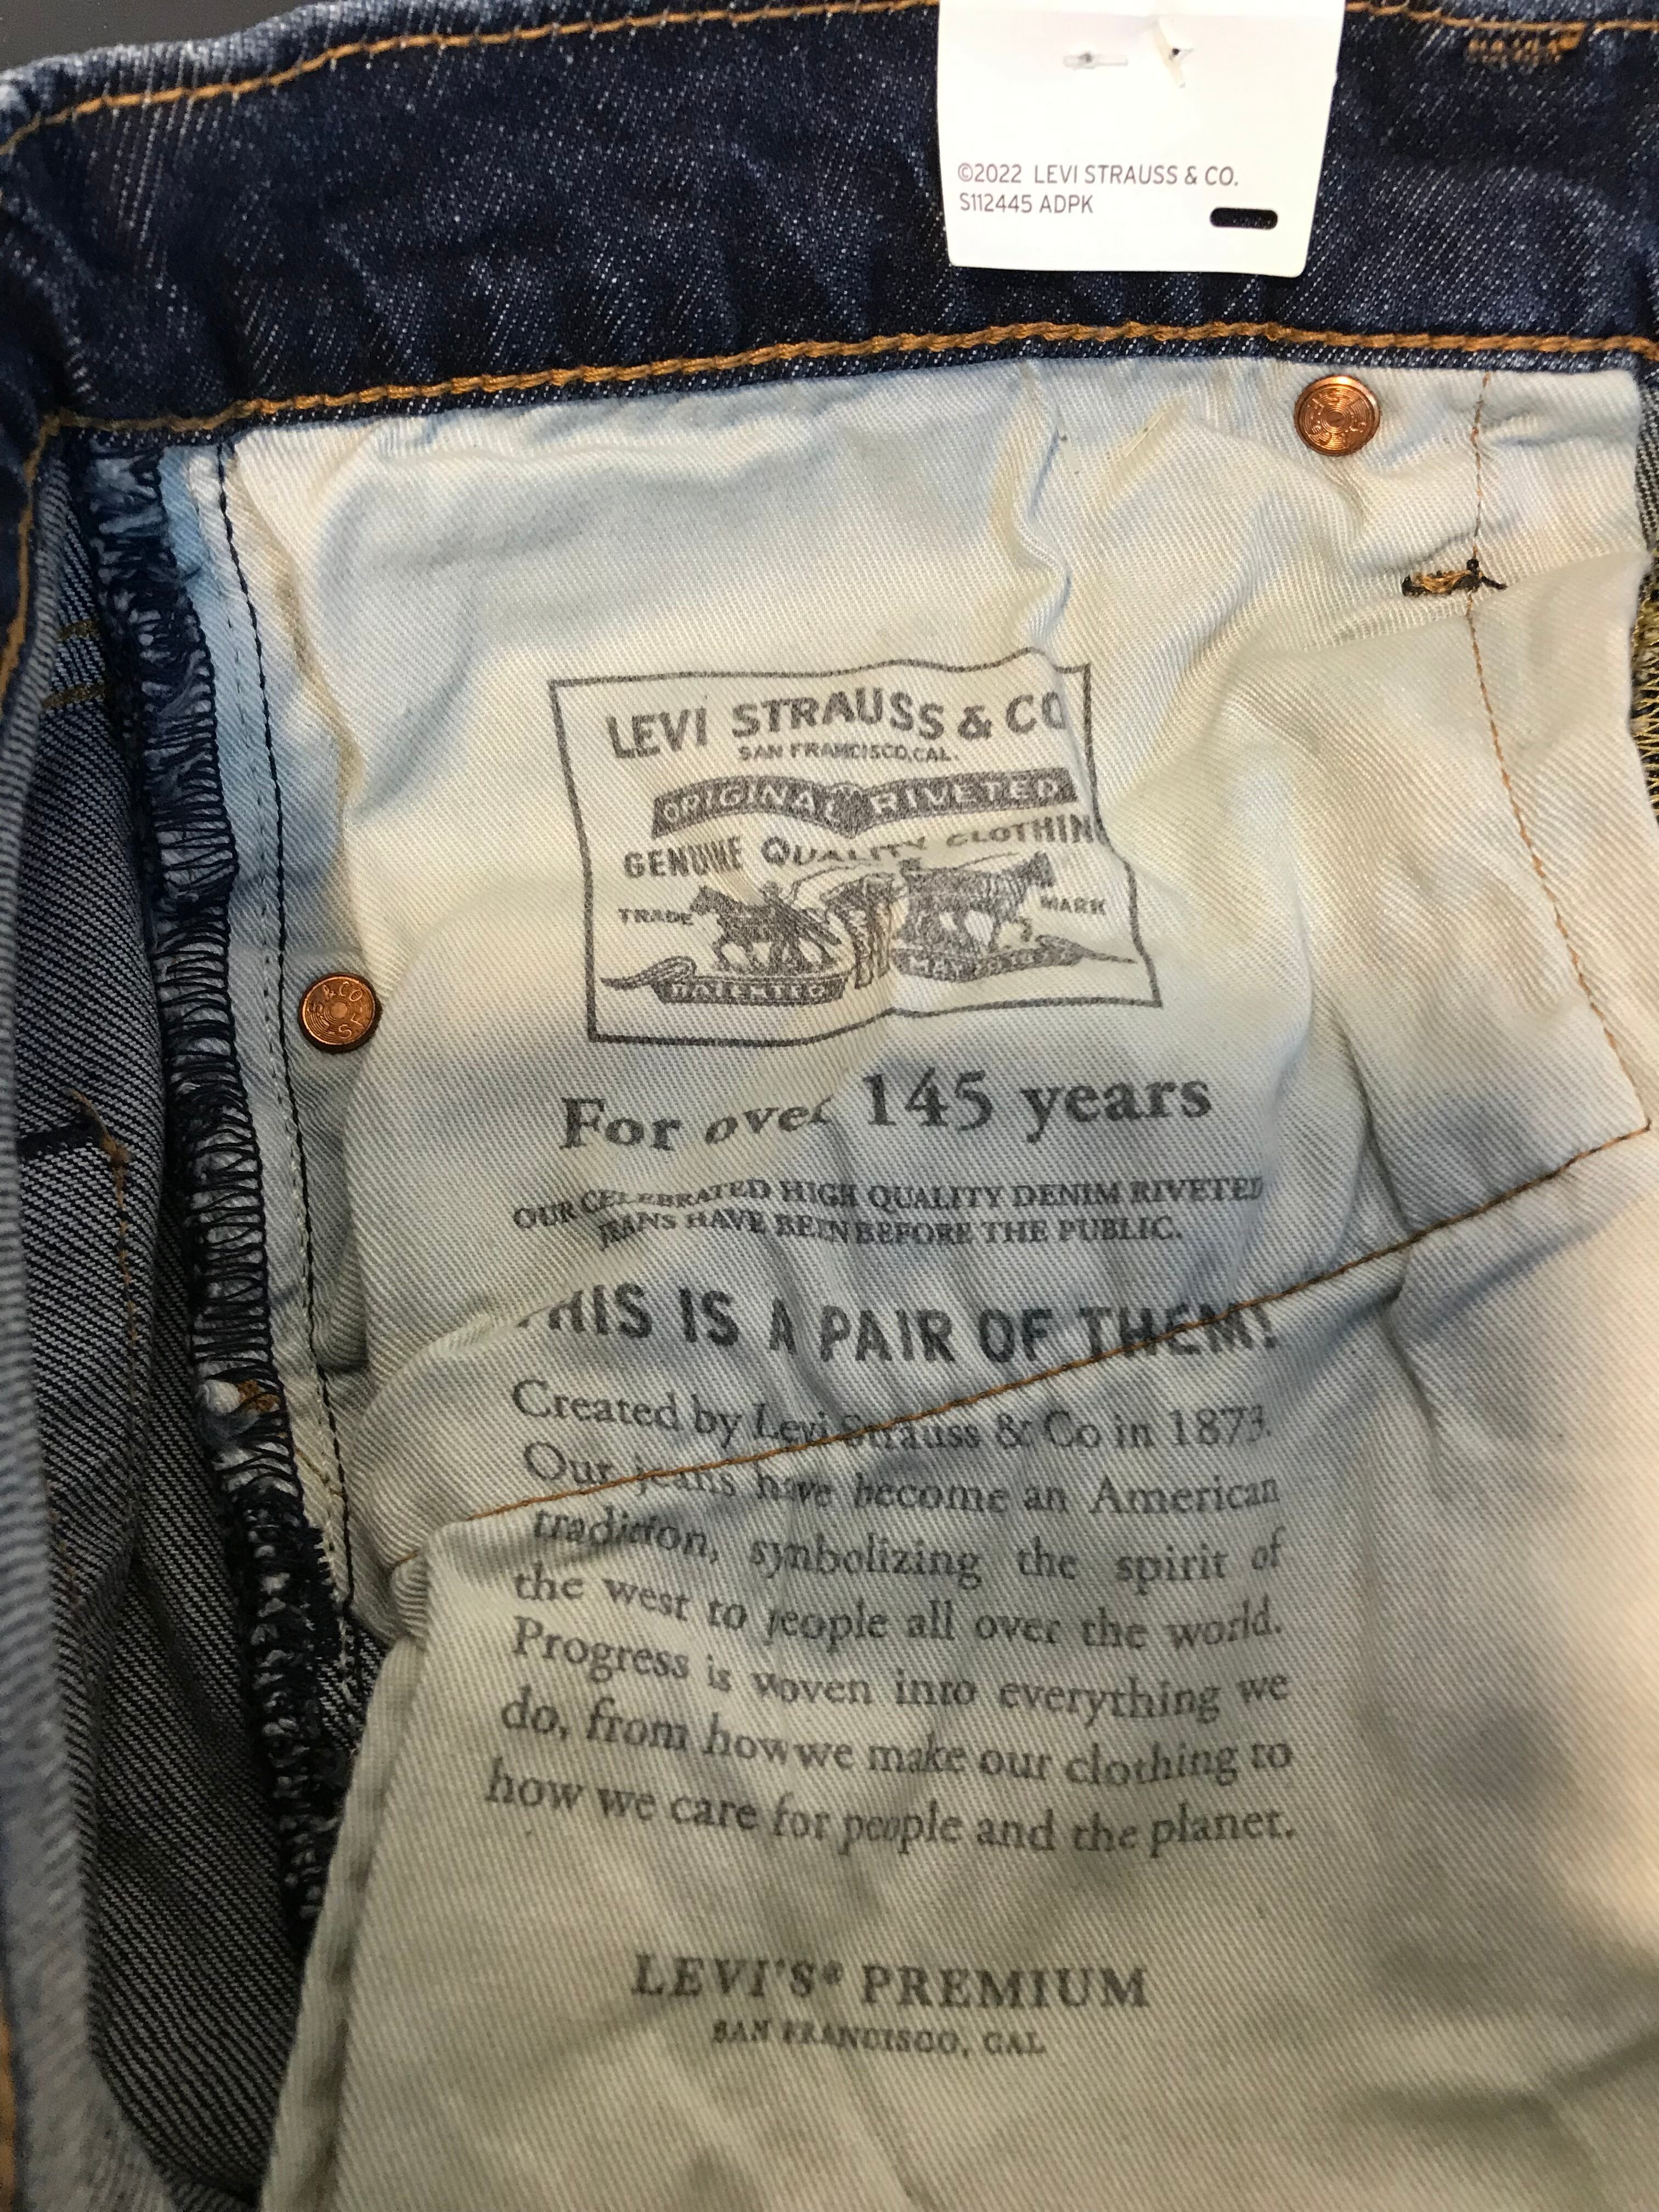 ©2022 LEVI STRAUSS & CO.
S112445 ADPK
LEVI STRAUSS & CO
SAN FRANCISCO, CAL.
ORIGINAL RIVETED
GENUINE QUALITY CLOTHING
TRADE MARK
PATENTED
For over 145 years
OUR CELEBRATED HIGH QUALITY DENIM RIVETED
JEANS HAVE BEEN BEFORE THE PUBLIC.
THIS IS A PAIR OF THEM!
Created by Levi Strauss & Co in 1873.
Our jeans have become an American
tradition, symbolizing the spirit of
the west to people all over the world.
Progress is woven into everything we
do, from how we make our clothing to
how we care for people and the planet.
LEVI'S® PREMIUM
SAN FRANCISCO, CAL